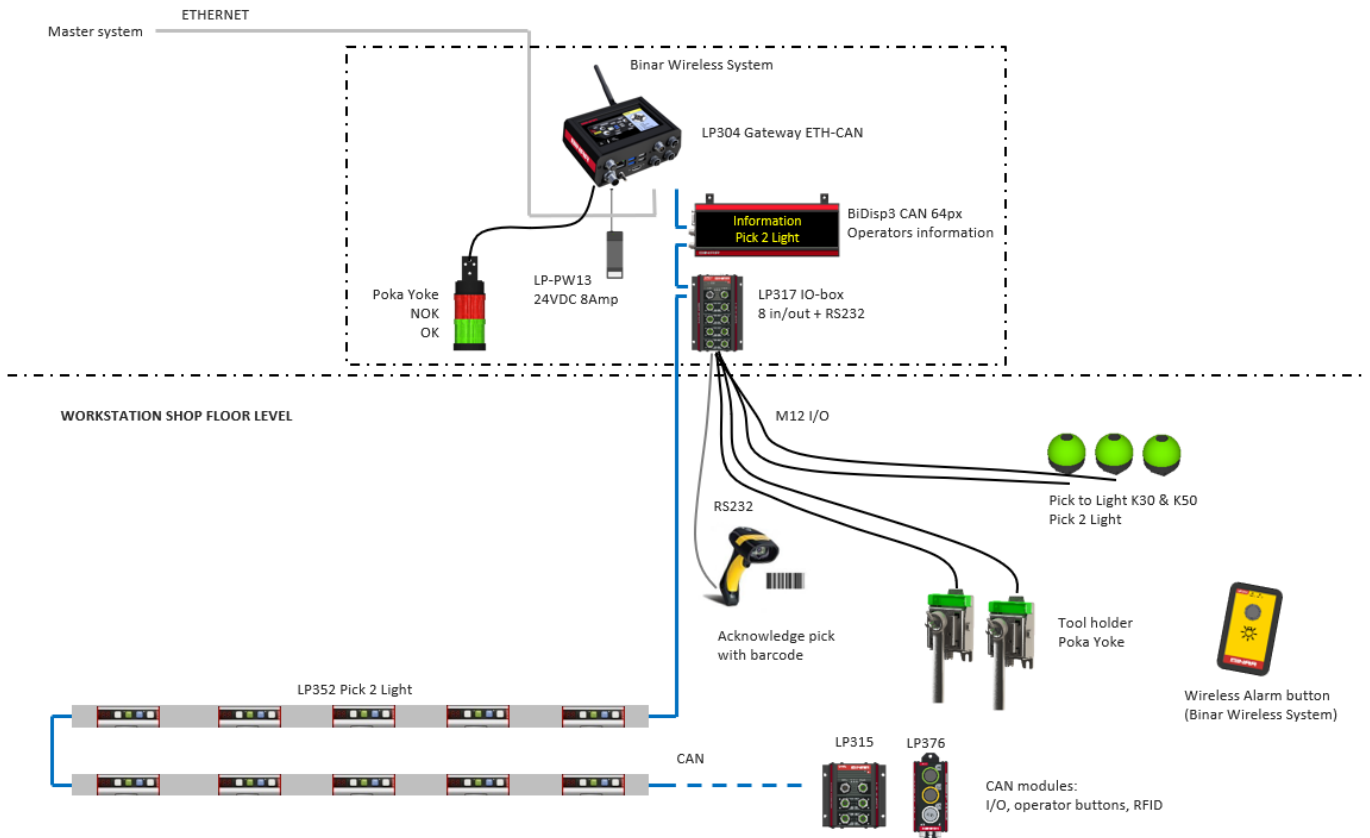 ETHERNET
Master system
Binar Wireless System
LP304 Gateway ETH-CAN
Information
Pick 2 Light
BiDisp3 CAN 64px
Operators information
LP-PW13
24VDC 8Amp
Poka Yoke
NOK
OK
LP317 IO-box
8 in/out + RS232
WORKSTATION SHOP FLOOR LEVEL
M12 I/O
Pick to Light K30 & K50
Pick 2 Light
RS232
Acknowledge pick
with barcode
Tool holder
Poka Yoke
BINAR
Wireless Alarm button
(Binar Wireless System)
LP352 Pick 2 Light
CAN
LP315
LP376
CAN modules:
I/O, operator buttons, RFID